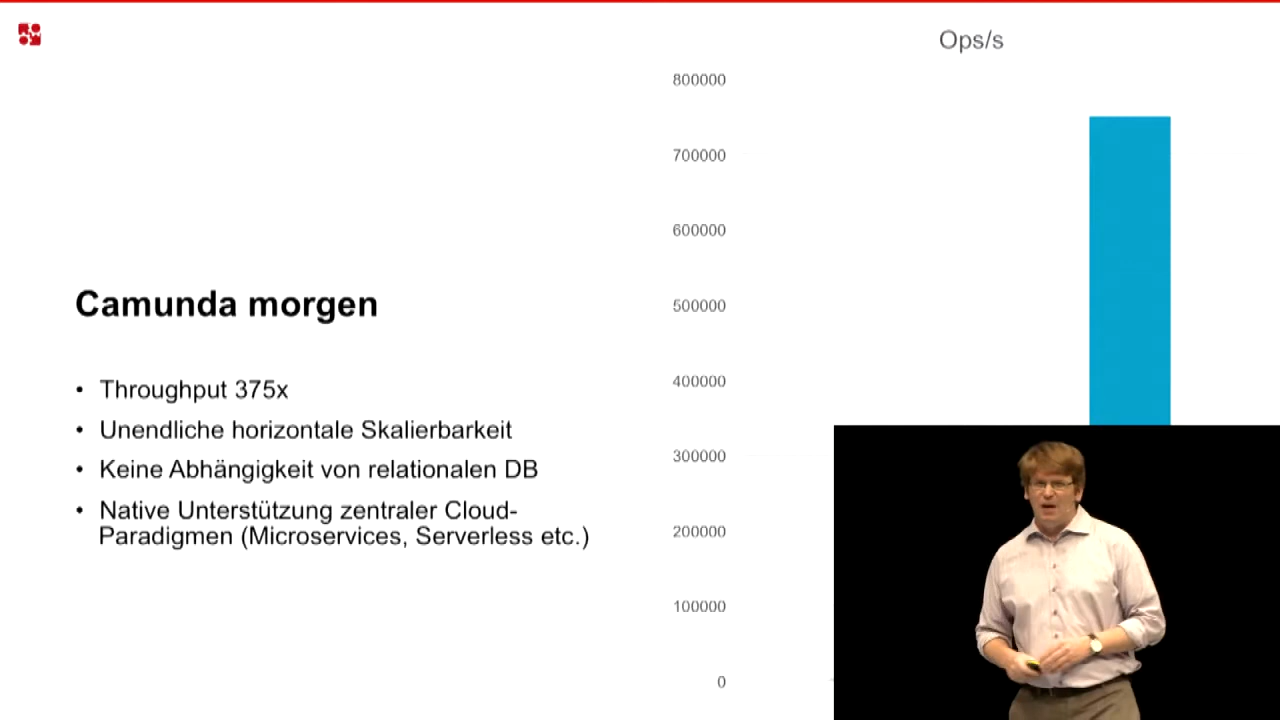 Ops/s
800000
700000
600000
500000
400000
300000
200000
100000
0
Camunda morgen
• Throughput 375x
• Unendliche horizontale Skalierbarkeit
• Keine Abhängigkeit von relationalen DB
• Native Unterstützung zentraler Cloud-
Paradigmen (Microservices, Serverless etc.)